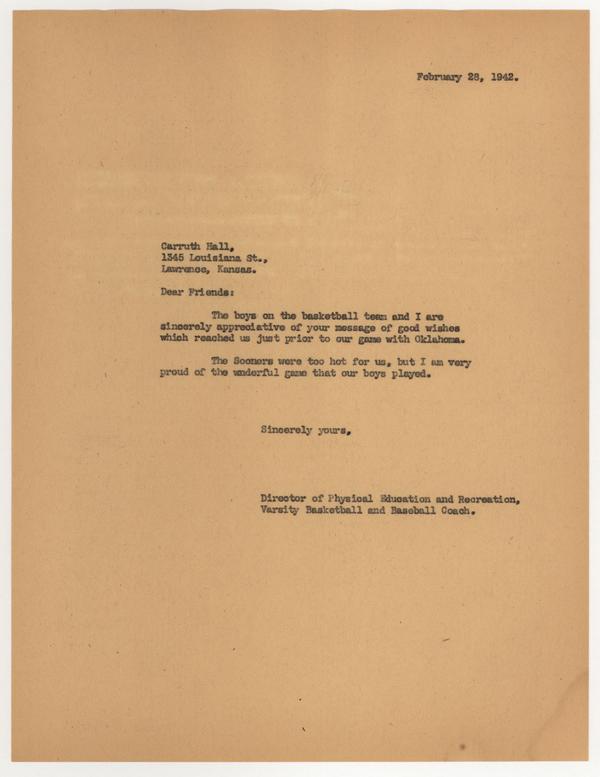 February 28, 1942.
Carruth Hall,
1345 Louisiana St.,
Lawrence, Kansas.
Dear Friends:
The boys on the basketball team and I are
sincerely appreciative of your message of good wishes
which reached us just prior to our game with Oklahoma.
The Sooners were too hot for us, but I am very
proud of the wnderful game that our boys played.
Sincerely yours,
Director of Physical Education and Recreation,
Varsity Basketball and Baseball Coach.